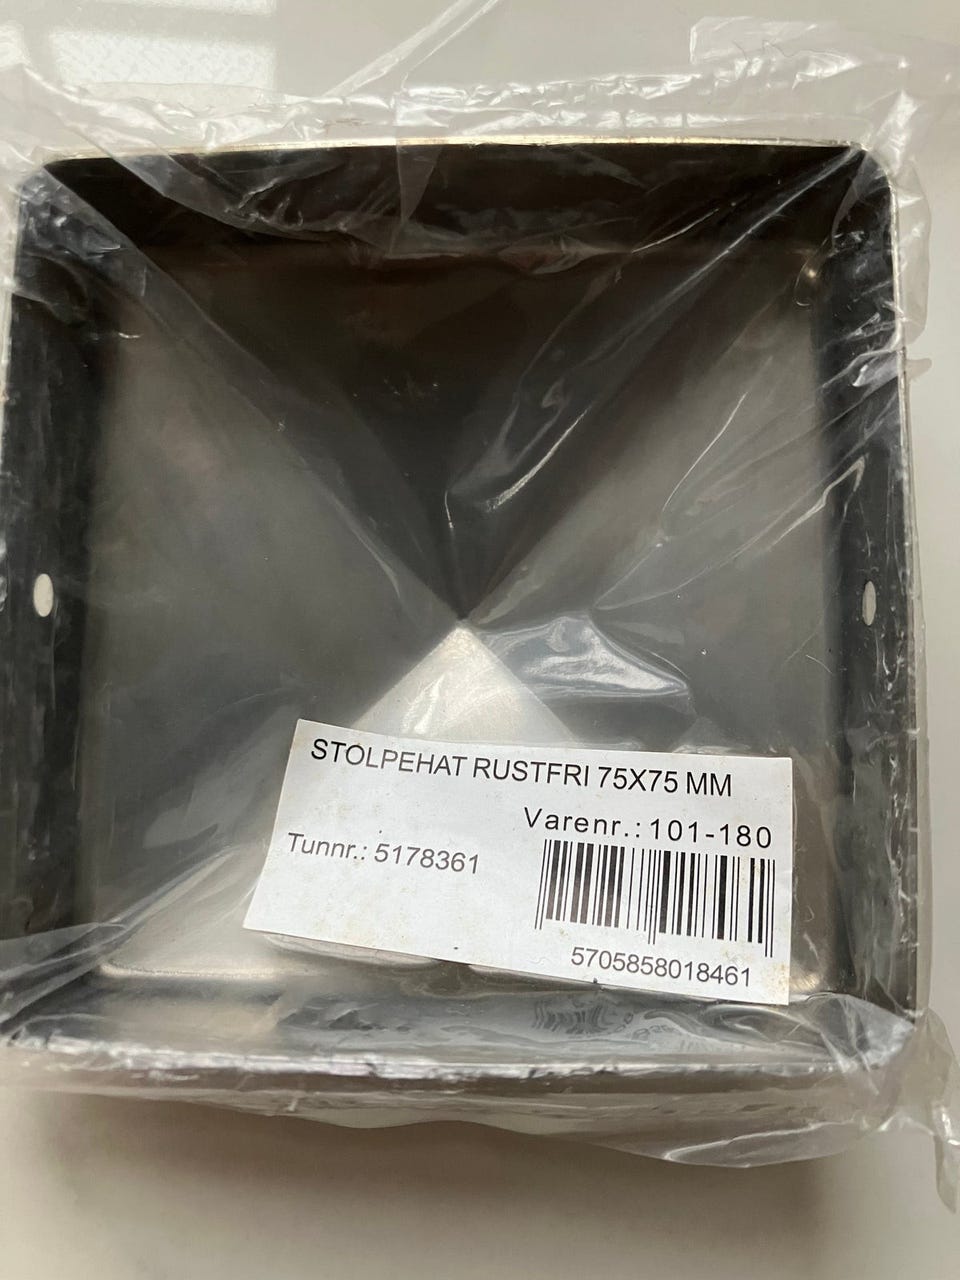 STOLPEHAT RUSTFRI 75X75 MM
Varenr.: 101-180
Tunnr.: 5178361
5705858018461